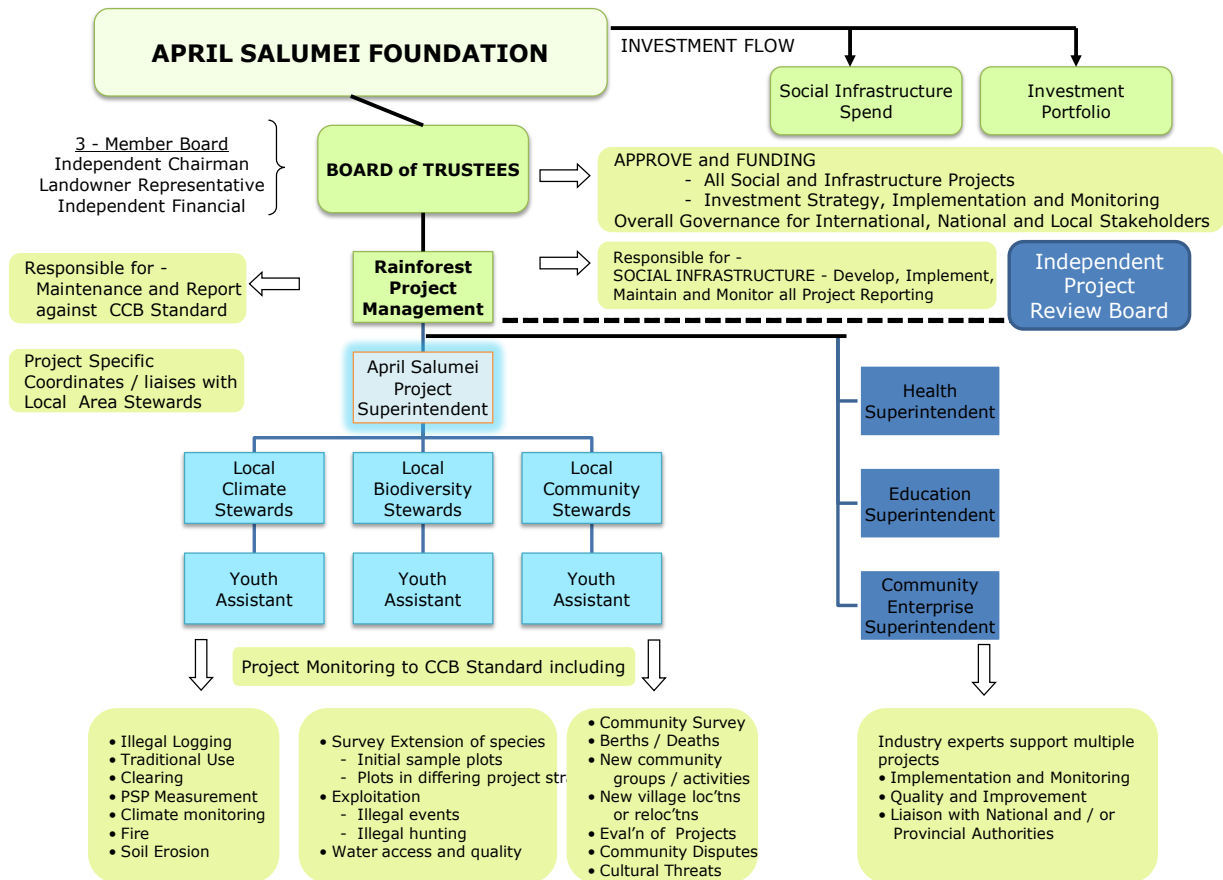 APRIL SALUMEI FOUNDATION
INVESTMENT FLOW
Social Infrastructure
Spend
Investment
Portfolio
3 - Member Board
Independent Chairman
Landowner Representative
Independent Financial
BOARD of TRUSTEES
APPROVE and FUNDING
- All Social and Infrastructure Projects
- Investment Strategy, Implementation and Monitoring
Overall Governance for International, National and Local Stakeholders
Responsible for -
Maintenance and Report
against CCB Standard
Rainforest
Project
Management
Responsible for -
SOCIAL INFRASTRUCTURE - Develop, Implement,
Maintain and Monitor all Project Reporting
Independent
Project
Review Board
Project Specific
Coordinates / liaises with
Local Area Stewards
April Salumei
Project
Superintendent
Health
Superintendent
Local
Climate
Stewards
Local
Biodiversity
Stewards
Local
Community
Stewards
Education
Superintendent
Youth
Assistant
Youth
Assistant
Youth
Assistant
Community
Enterprise
Superintendent
Project Monitoring to CCB Standard including
• Illegal Logging
• Traditional Use
• Clearing
• PSP Measurement
• Climate monitoring
• Fire
• Soil Erosion
• Survey Extension of species
- Initial sample plots
- Plots in differing project stra
• Exploitation
- Illegal events
- Illegal hunting
• Water access and quality
• Community Survey
• Berths / Deaths
• New community
groups / activities
• New village loc'tns
or reloc'tns
• Eval'n of Projects
• Community Disputes
• Cultural Threats
Industry experts support multiple
projects
• Implementation and Monitoring
• Quality and Improvement
• Liaison with National and / or
Provincial Authorities